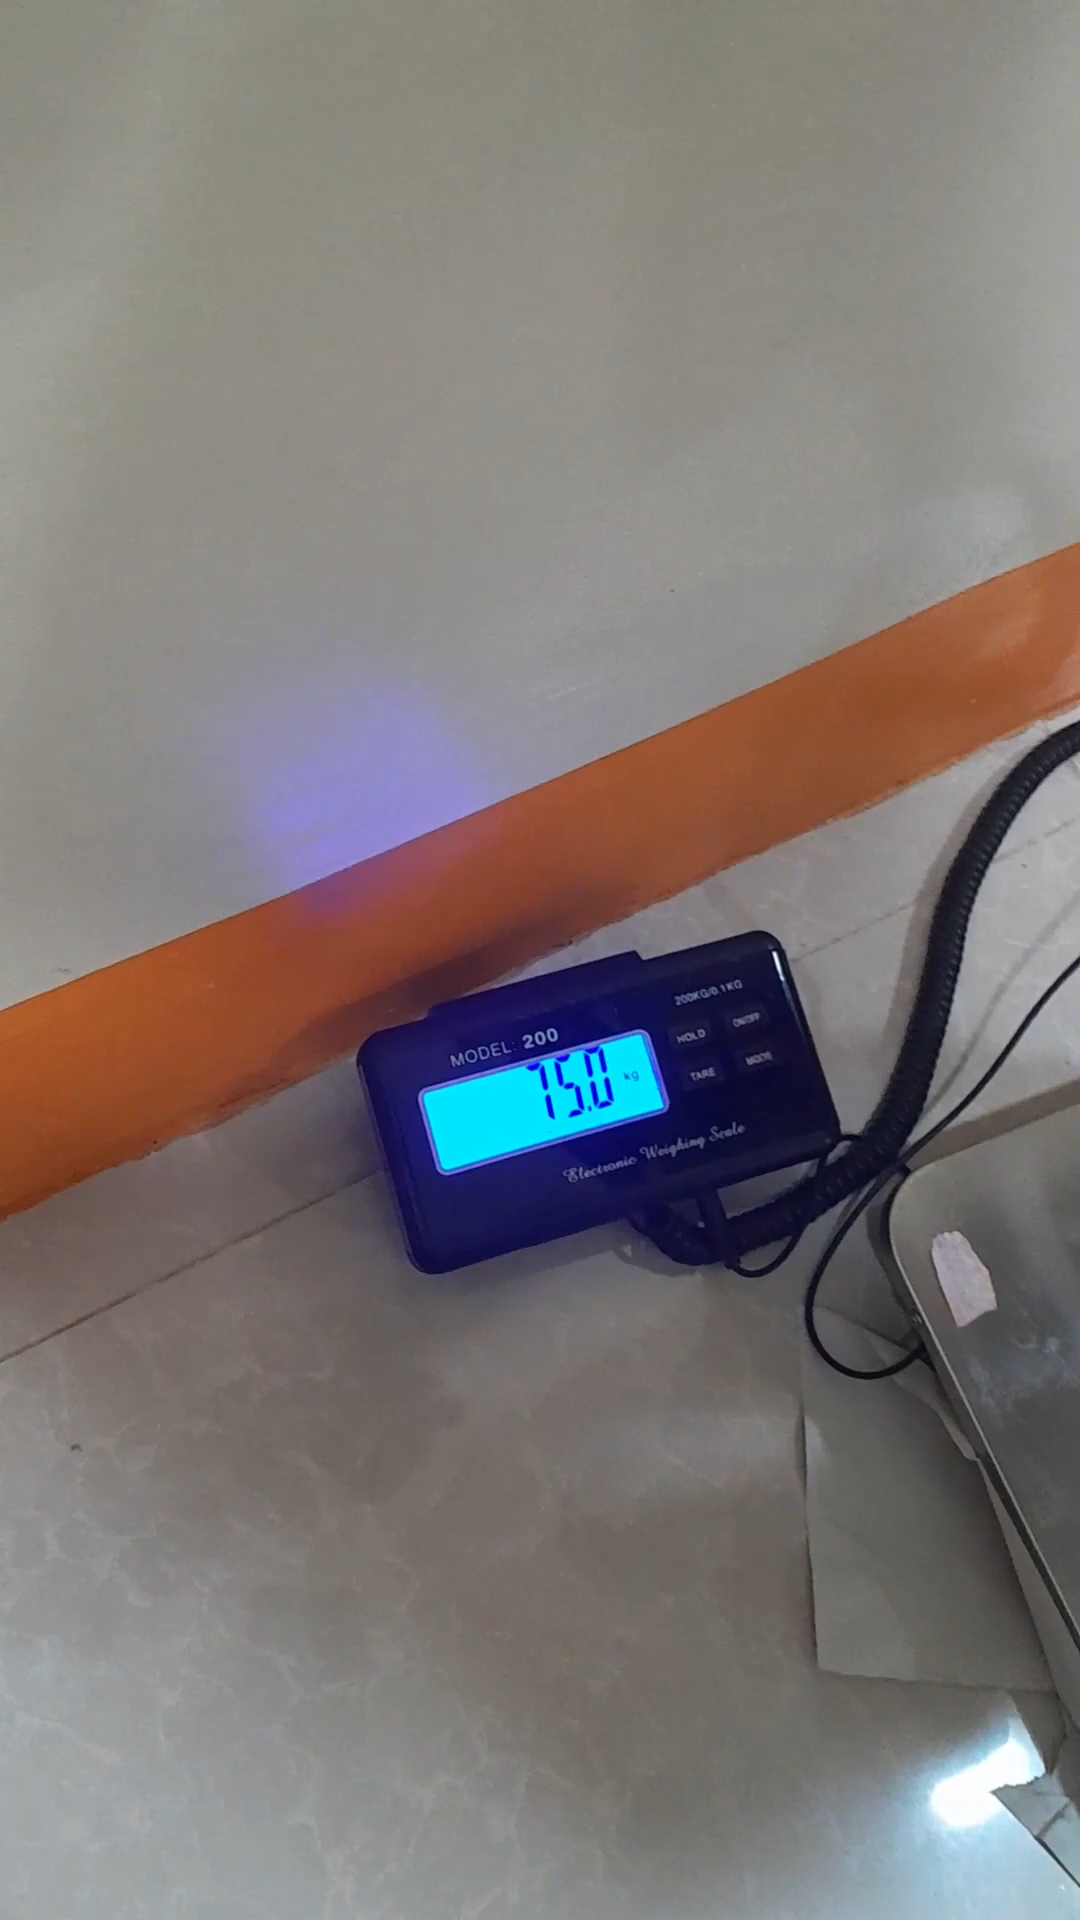 200KG/0.1KG
MODEL: 200
HOLD ON/OFF
75.0 kg
TARE MODE
Electronic Weighing Scale